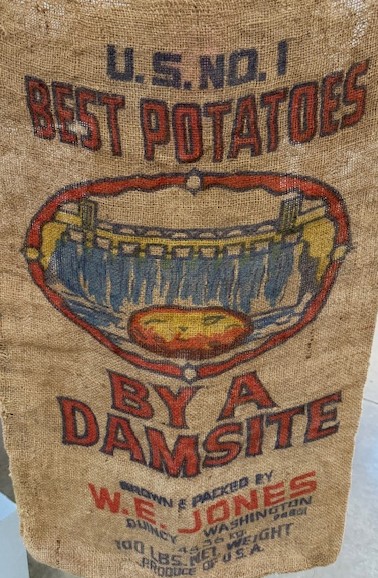 U.S. NO. 1
BEST POTATOES
BY A
DAMSITE
GROWN & PACKED BY
W.E. JONES
QUINCY WASHINGTON
100 LBS. NET WEIGHT
PRODUCE OF U.S.A.